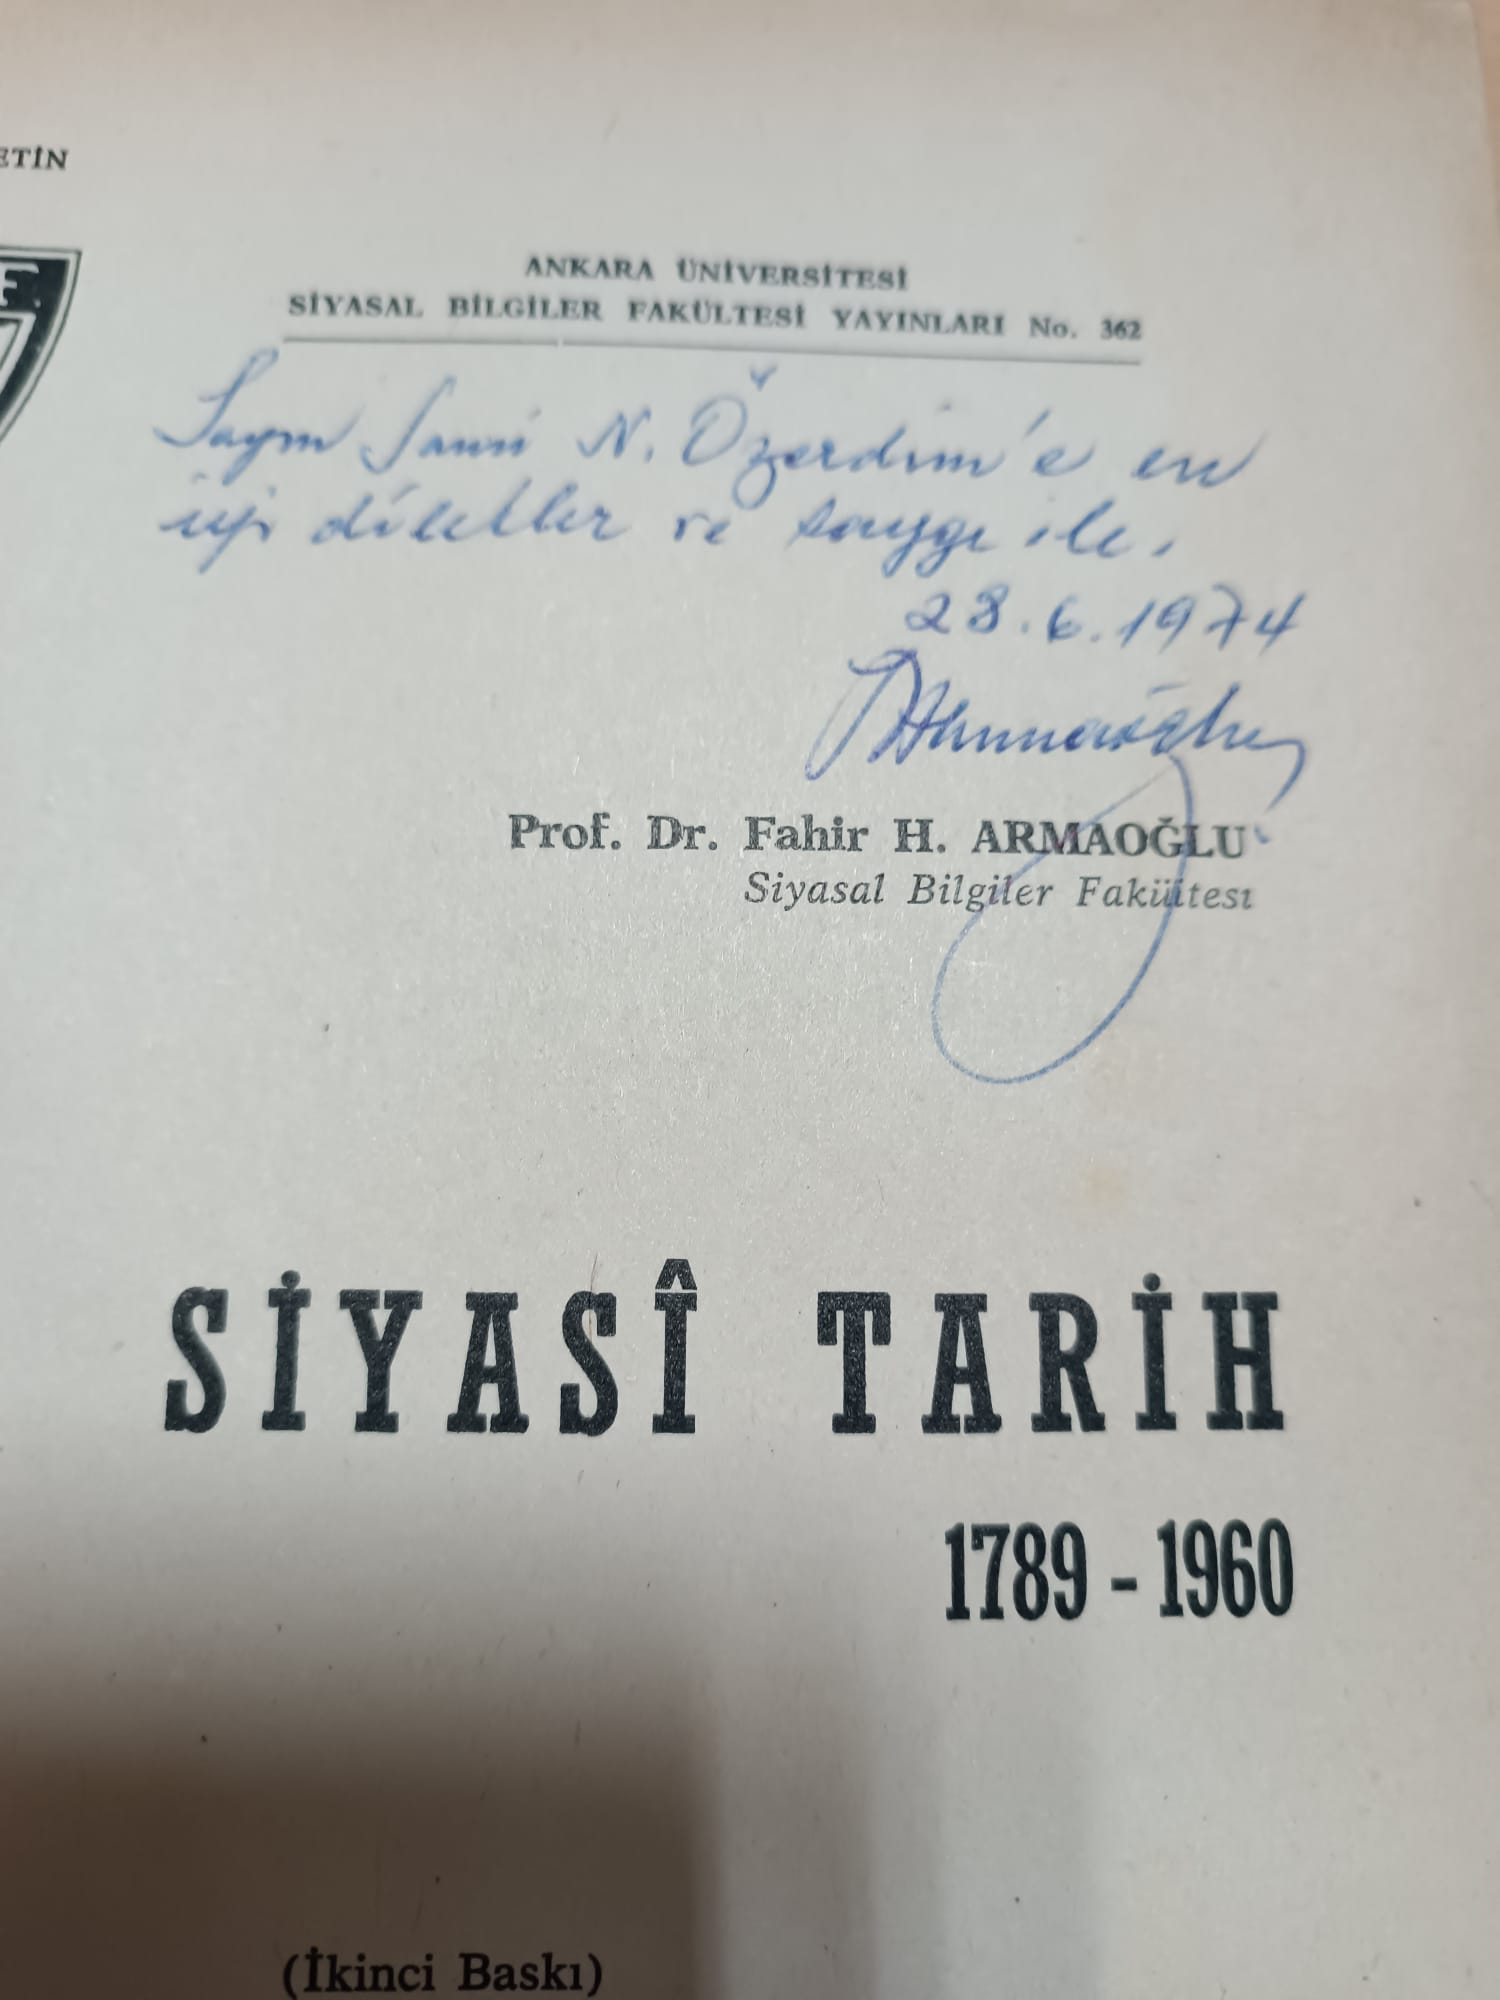 ETİN
F.
ANKARA ÜNİVERSİTESİ
SİYASAL BİLGİLER FAKÜLTESİ YAYINLARI No. 362
Sayın Sami N. Özerdim'e en
iyi dilekler ve saygı ile.
28.6.1974
Armaoğlu
Prof. Dr. Fahir H. ARMAOĞLU
Siyasal Bilgiler Fakültesi
SİYASÎ TARİH
1789 - 1960
(İkinci Baskı)